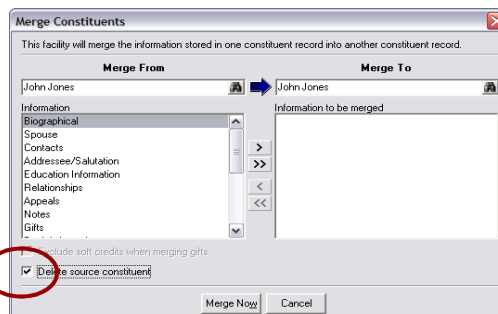 Merge Constituents
This facility will merge the information stored in one constituent record into another constituent record.
Merge From
Merge To
John Jones
John Jones
Information
Information to be merged
Biographical
Spouse
Contacts
Addressee/Salutation
Education Information
Relationships
Appeals
Notes
Gifts
>
>>
<
<<
Exclude soft credits when merging gifts
Delete source constituent
Merge Now
Cancel